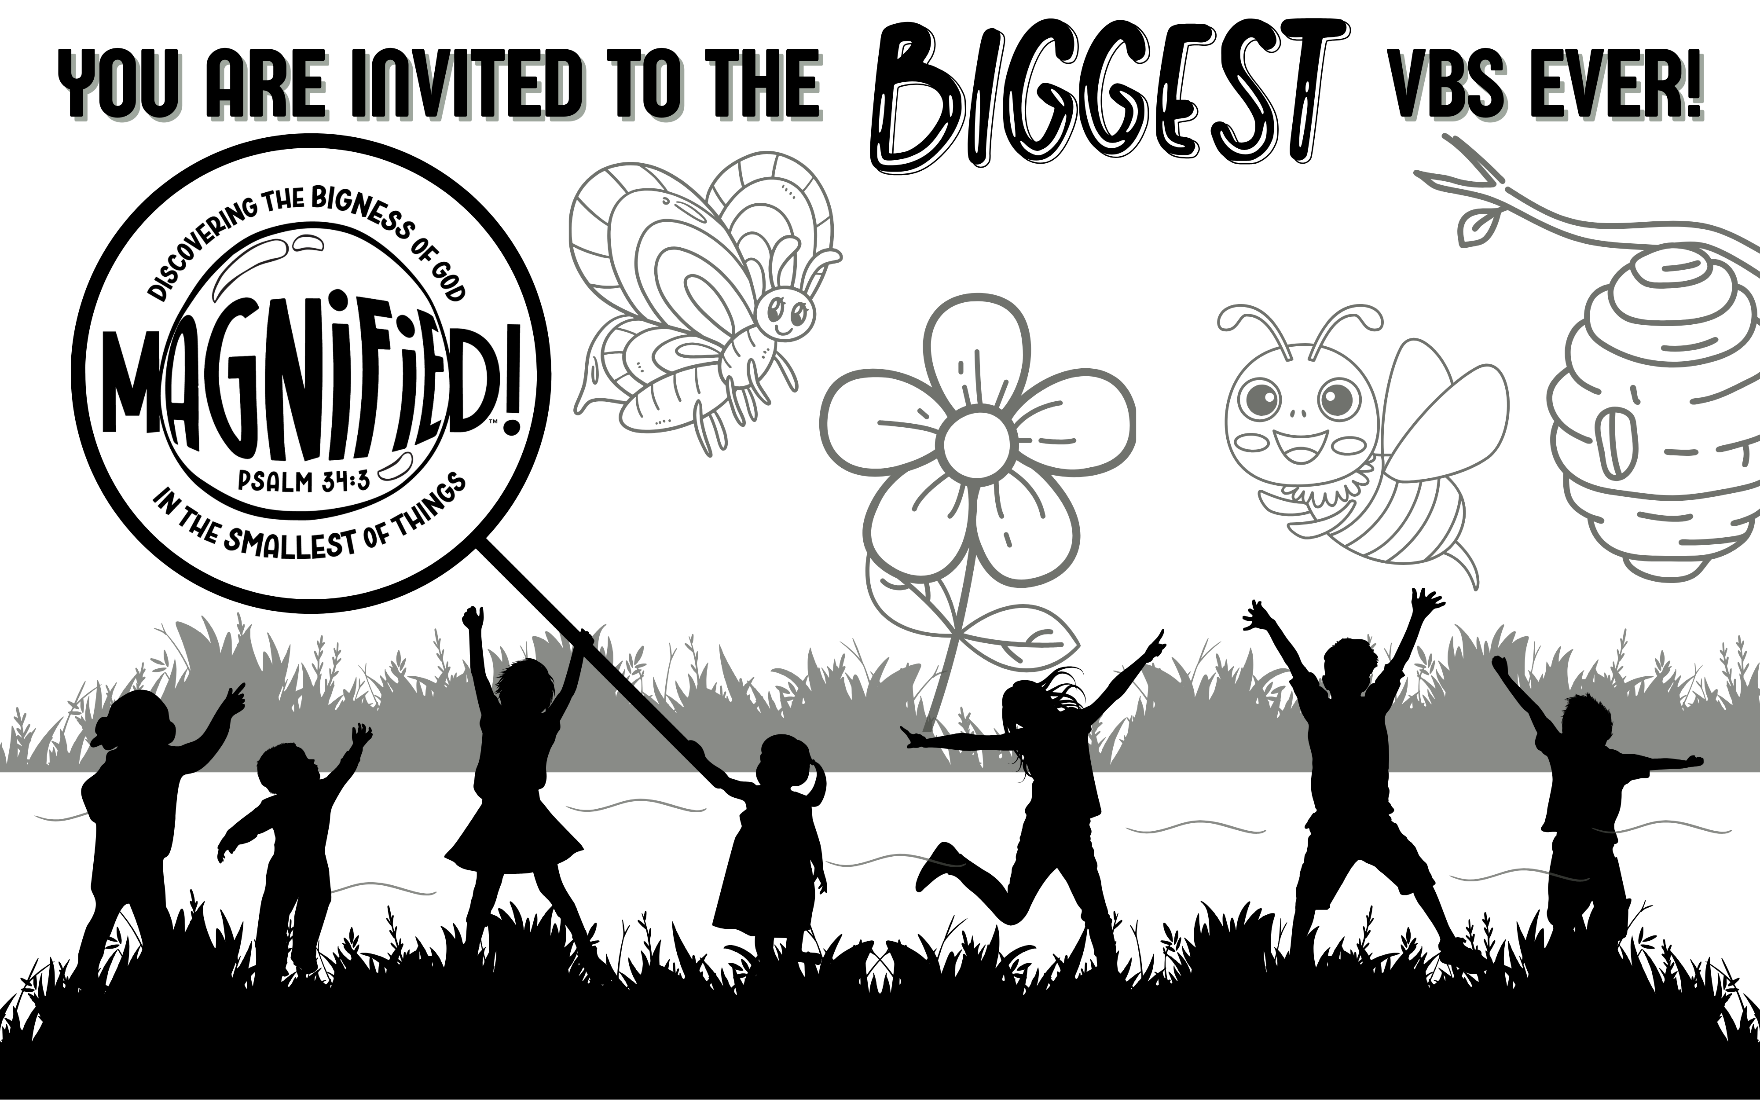 YOU ARE INVITED TO THE BIGGEST VBS EVER!
DISCOVERING THE BIGNESS OF GOD
MAGNiFiED!™
PSALM 34:3
IN THE SMALLEST OF THINGS